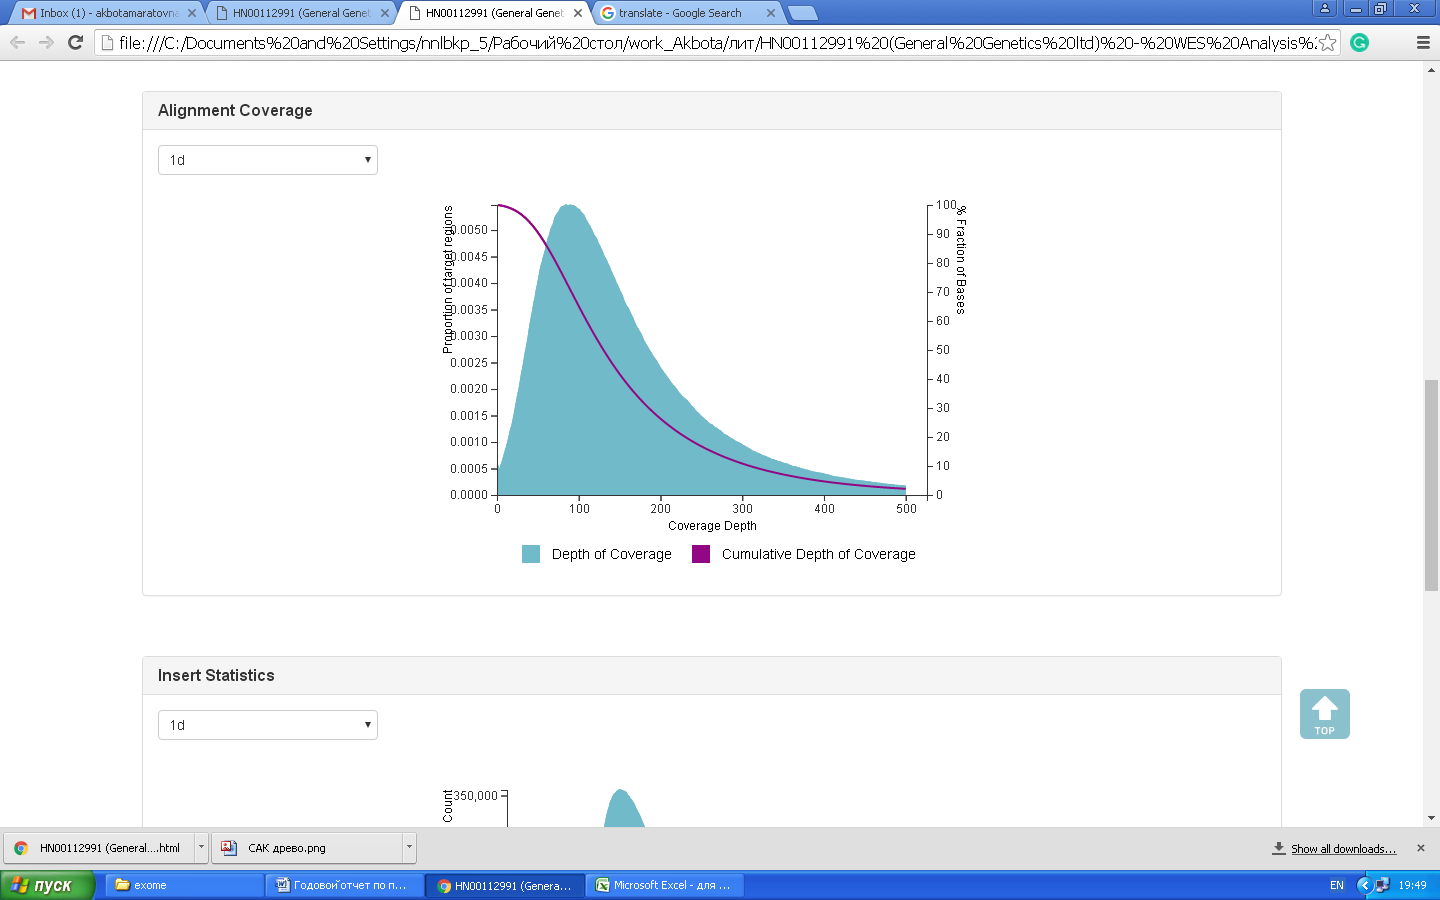 Inbox (1) - akbotamaratovna
HN00112991 (General Genet
HN00112991 (General Genet
translate - Google Search
file:///C:/Documents%20and%20Settings/nnlbkp_5/Рабочий%20стол/work_Akbota/лит/HN00112991%20(General%20Genetics%20ltd)%20-%20WES%20Analysis%
Alignment Coverage
1d
Proportion of target regions
0.0050
0.0045
0.0040
0.0035
0.0030
0.0025
0.0020
0.0015
0.0010
0.0005
0.0000
% Fraction of Bases
100
90
80
70
60
50
40
30
20
10
0
0 100 200 300 400 500
Coverage Depth
Depth of Coverage Cumulative Depth of Coverage
Insert Statistics
1d
TOP
Count
350,000
HN00112991 (General....html
САК древо.png
Show all downloads...
пуск
exome
Годовой отчет по п...
HN00112991 (Genera...
Microsoft Excel - для ...
EN
19:49